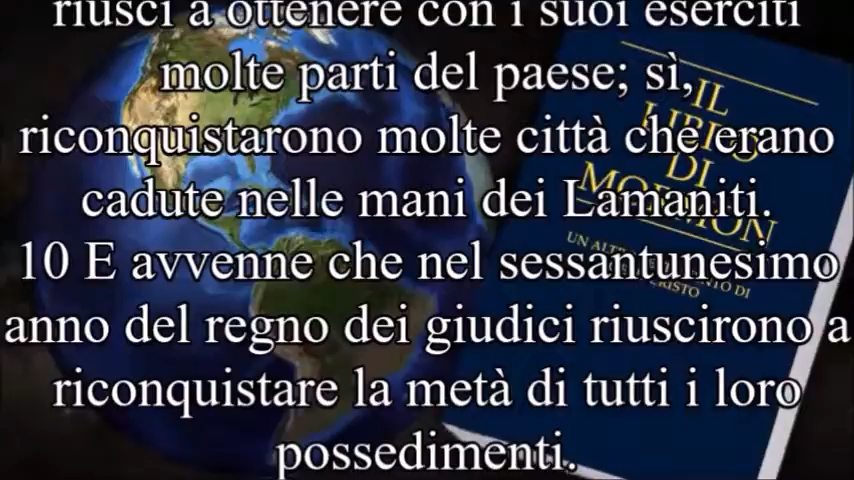 riuscì a ottenere con i suoi eserciti
molte parti del paese; sì,
riconquistarono molte città che erano
cadute nelle mani dei Lamaniti.
10 E avvenne che nel sessantunesimo
anno del regno dei giudici riuscirono a
riconquistare la metà di tutti i loro
possedimenti.
IL
LIBRO
DI
MORMON
UN
DI